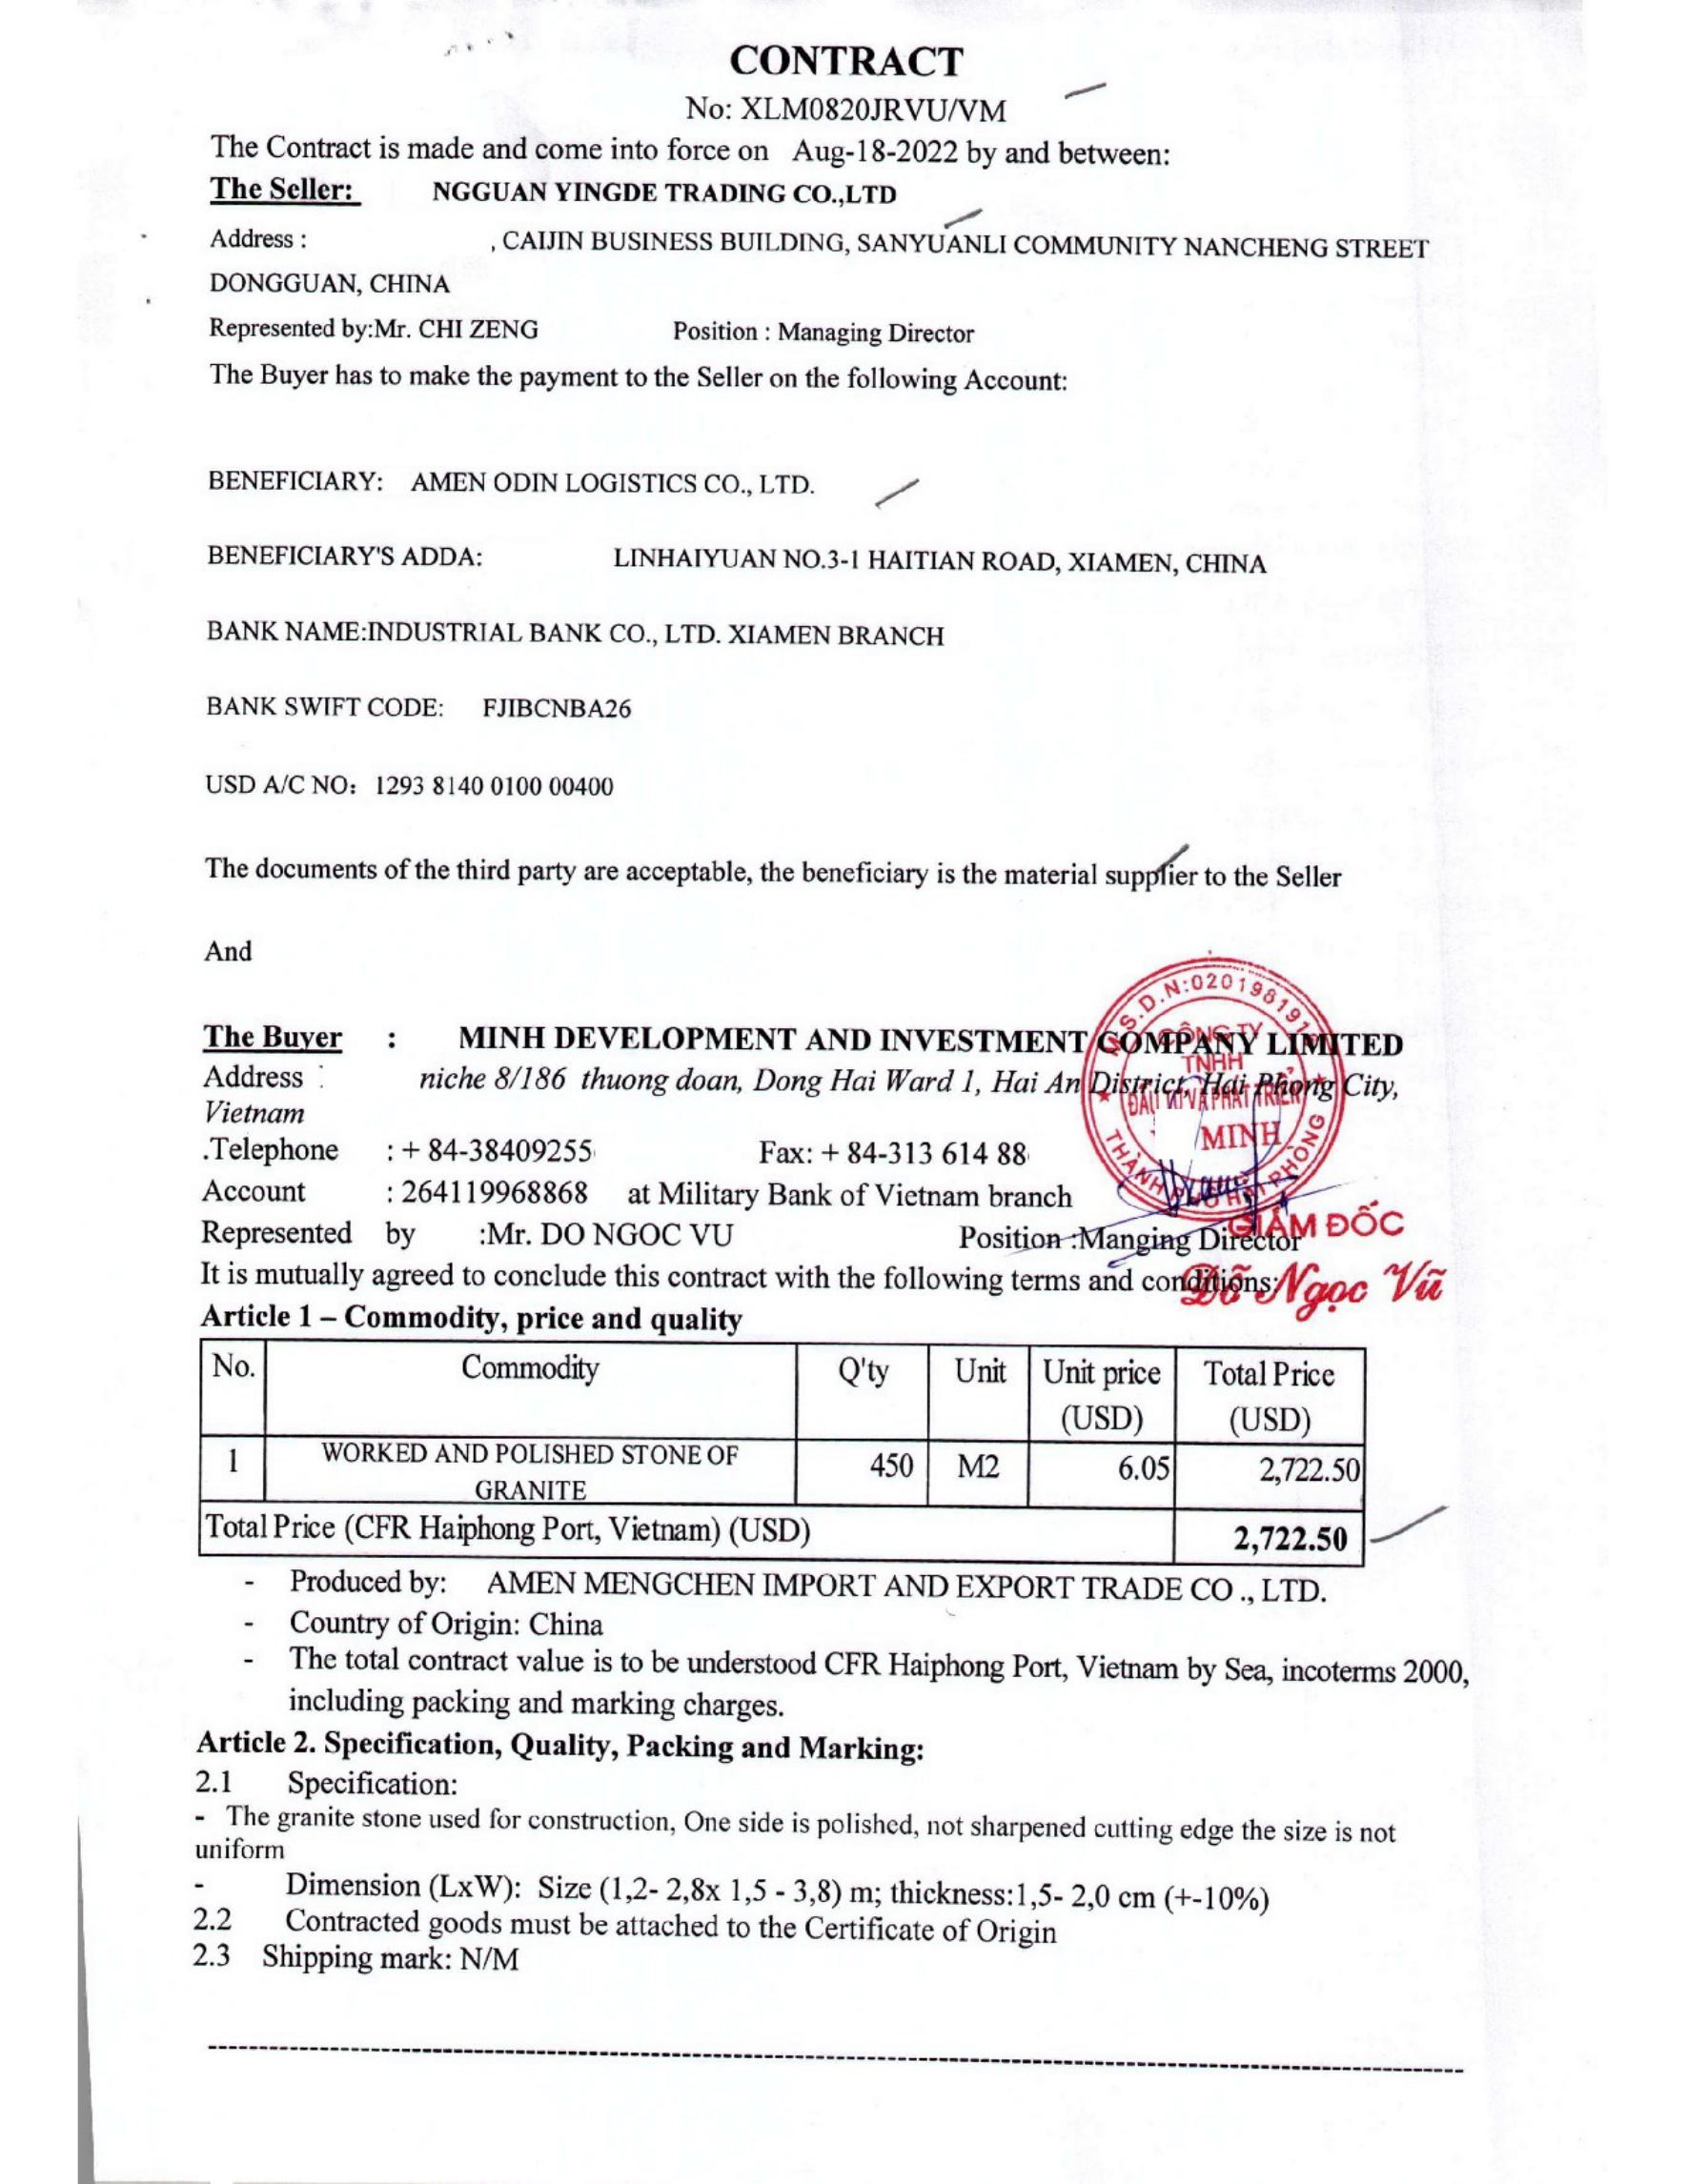 CONTRACT
No: XLM0820JRVU/VM
The Contract is made and come into force on Aug-18-2022 by and between:
The Seller: NGGUAN YINGDE TRADING CO.,LTD
Address : , CAIJIN BUSINESS BUILDING, SANYUANLI COMMUNITY NANCHENG STREET
DONGGUAN, CHINA
Represented by:Mr. CHI ZENG Position : Managing Director
The Buyer has to make the payment to the Seller on the following Account:
BENEFICIARY: AMEN ODIN LOGISTICS CO., LTD.
BENEFICIARY'S ADDA: LINHAIYUAN NO.3-1 HAITIAN ROAD, XIAMEN, CHINA
BANK NAME:INDUSTRIAL BANK CO., LTD. XIAMEN BRANCH
BANK SWIFT CODE: FJIBCNBA26
USD A/C NO: 1293 8140 0100 00400
The documents of the third party are acceptable, the beneficiary is the material supplier to the Seller
And
The Buyer : MINH DEVELOPMENT AND INVESTMENT COMPANY LIMITED
Address : niche 8/186 thuong doan, Dong Hai Ward 1, Hai An District, Hai Phong City,
Vietnam
.Telephone : + 84-38409255 Fax: + 84-313 614 88
Account : 264119968868 at Military Bank of Vietnam branch
Represented by :Mr. DO NGOC VU Position :Manging Director
M.S.D.N:020198191
CÔNG TY
TNHH
ĐẦU TƯ VÀ PHÁT TRIỂN
MINH
THÀNH PHỐ HẢI PHÒNG
GIÁM ĐỐC
Đỗ Ngọc Vũ
It is mutually agreed to conclude this contract with the following terms and conditions:
Article 1 – Commodity, price and quality
No. Commodity Q'ty Unit Unit price (USD) Total Price (USD)
1 WORKED AND POLISHED STONE OF GRANITE 450 M2 6.05 2,722.50
Total Price (CFR Haiphong Port, Vietnam) (USD) 2,722.50
- Produced by: AMEN MENGCHEN IMPORT AND EXPORT TRADE CO ., LTD.
- Country of Origin: China
- The total contract value is to be understood CFR Haiphong Port, Vietnam by Sea, incoterms 2000,
including packing and marking charges.
Article 2. Specification, Quality, Packing and Marking:
2.1 Specification:
- The granite stone used for construction, One side is polished, not sharpened cutting edge the size is not
uniform
- Dimension (LxW): Size (1,2- 2,8x 1,5 - 3,8) m; thickness:1,5- 2,0 cm (+-10%)
2.2 Contracted goods must be attached to the Certificate of Origin
2.3 Shipping mark: N/M